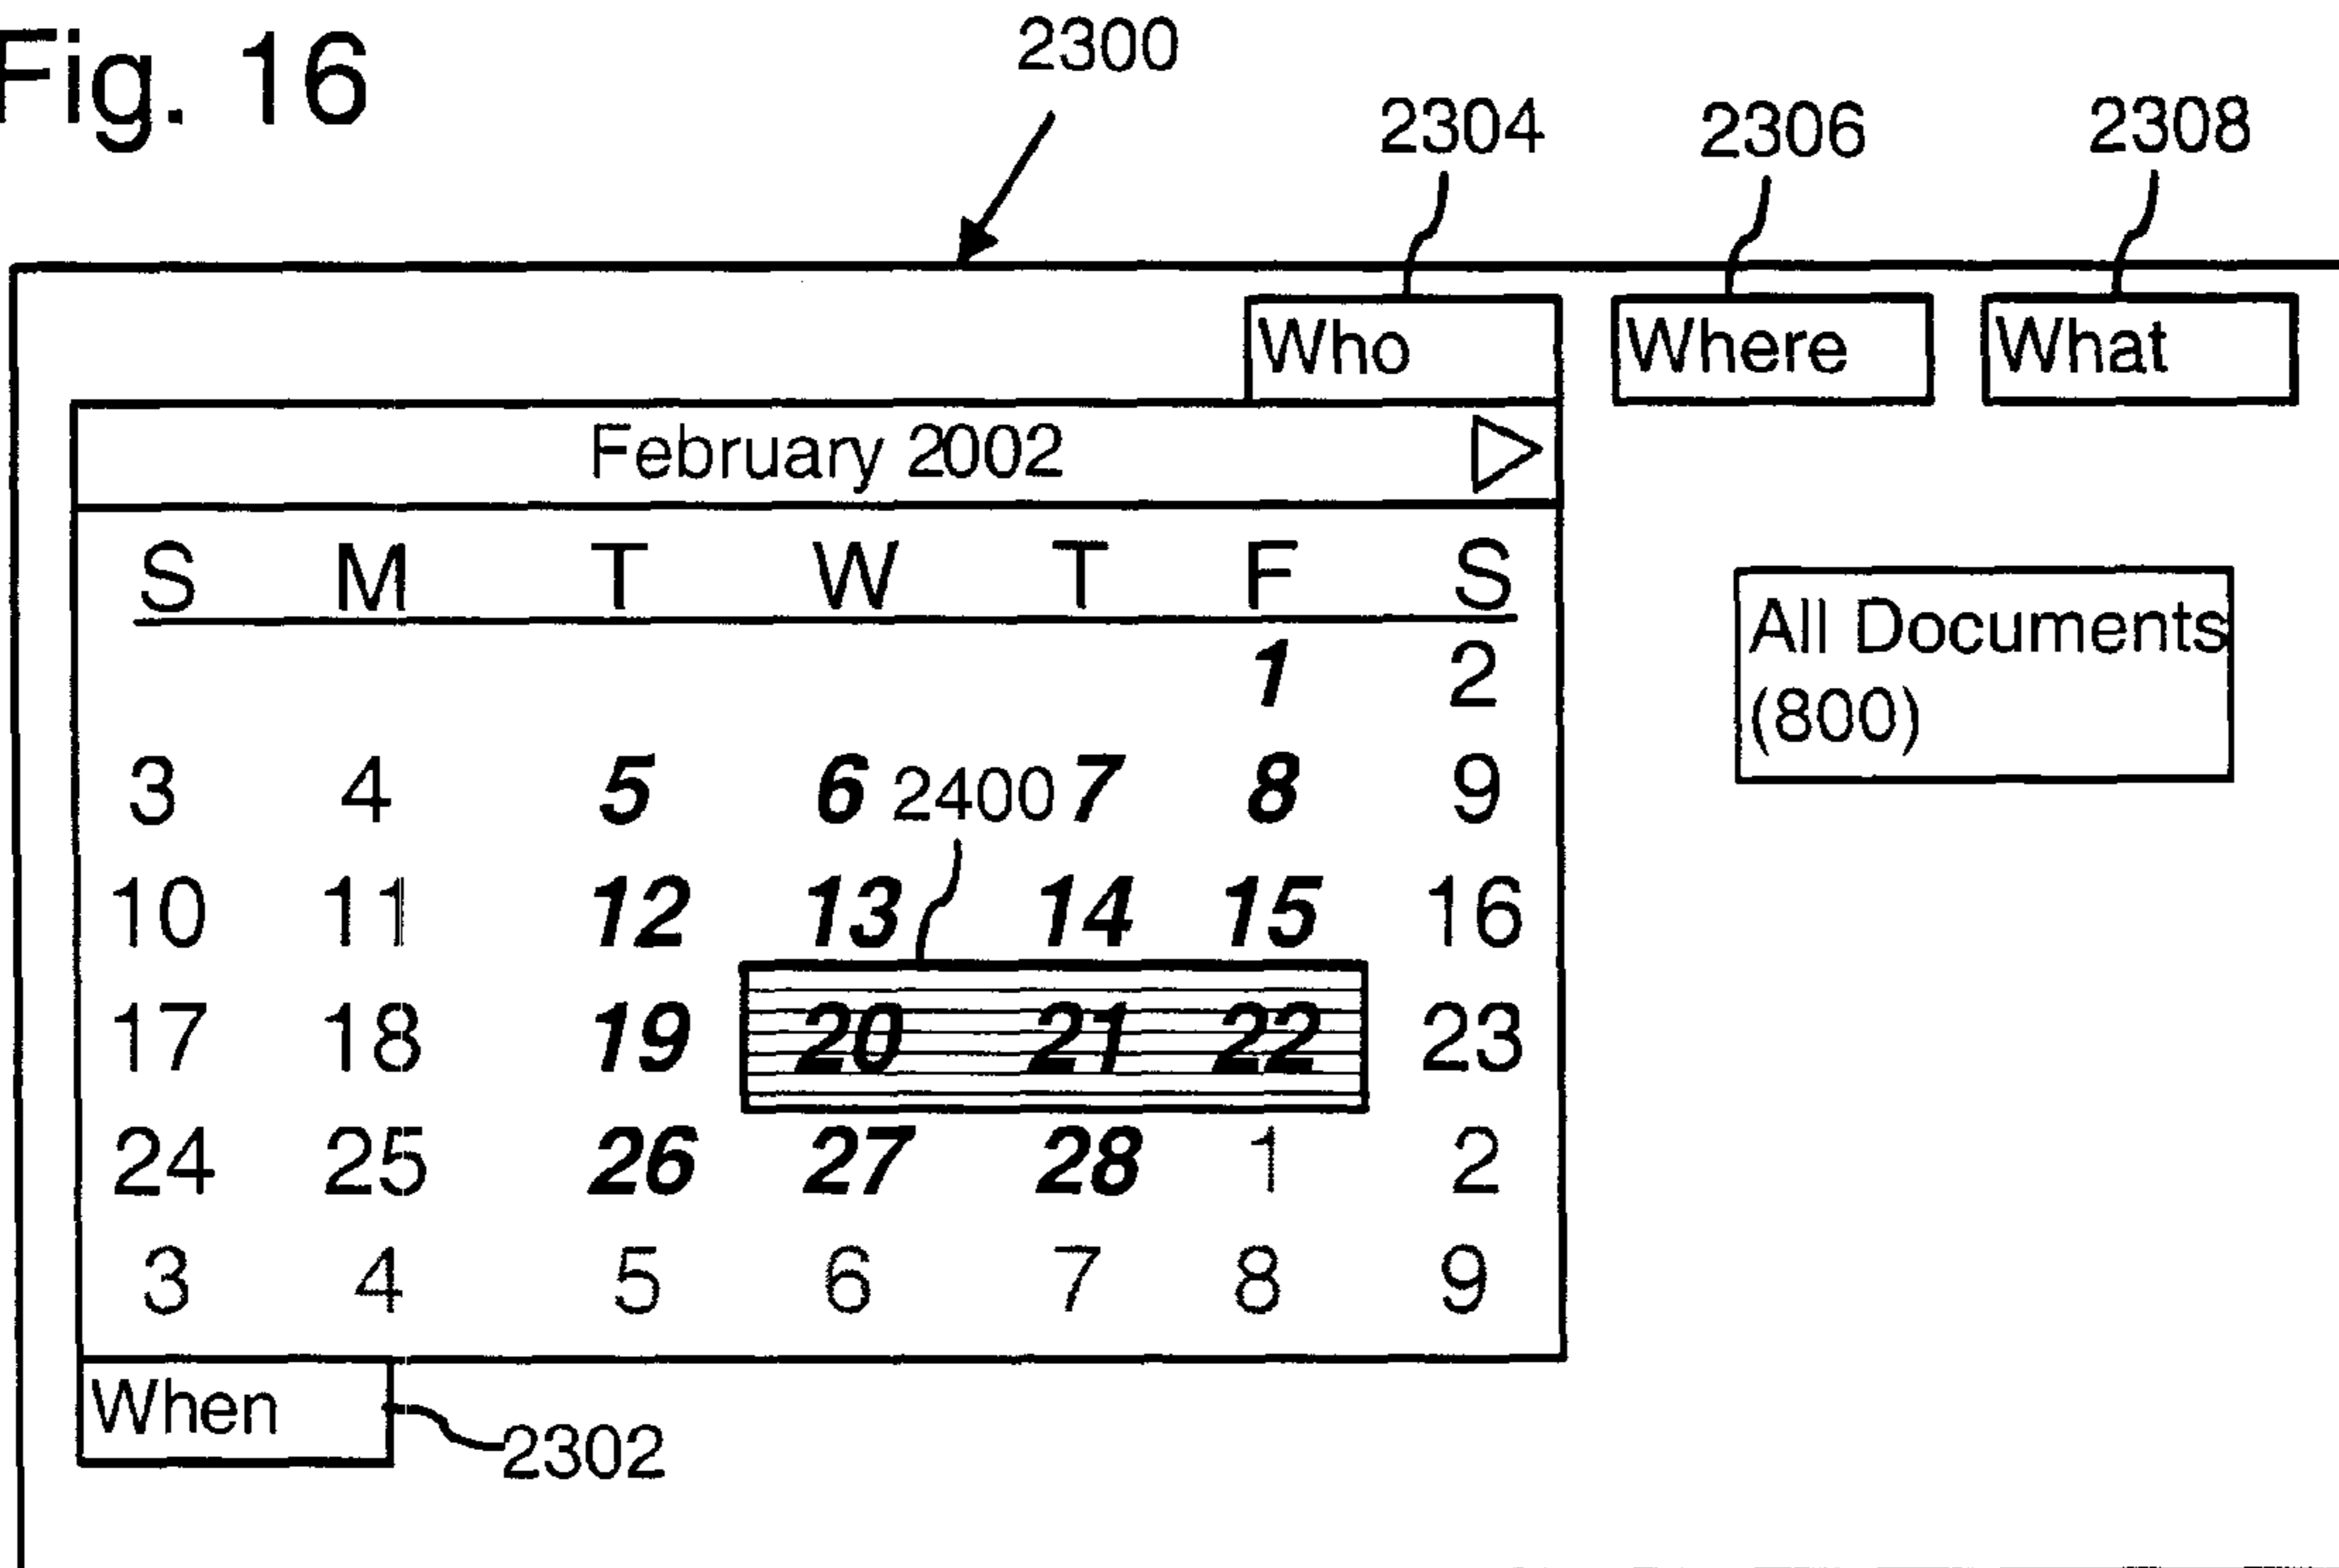 Fig. 16
2300
2304 2306 2308
Who Where What
February 2002
S M T W T F S
1 2
All Documents
(800)
3 4 5 6 2400 7 8 9
10 11 12 13 14 15 16
17 18 19 20 21 22 23
24 25 26 27 28 1 2
3 4 5 6 7 8 9
When
2302